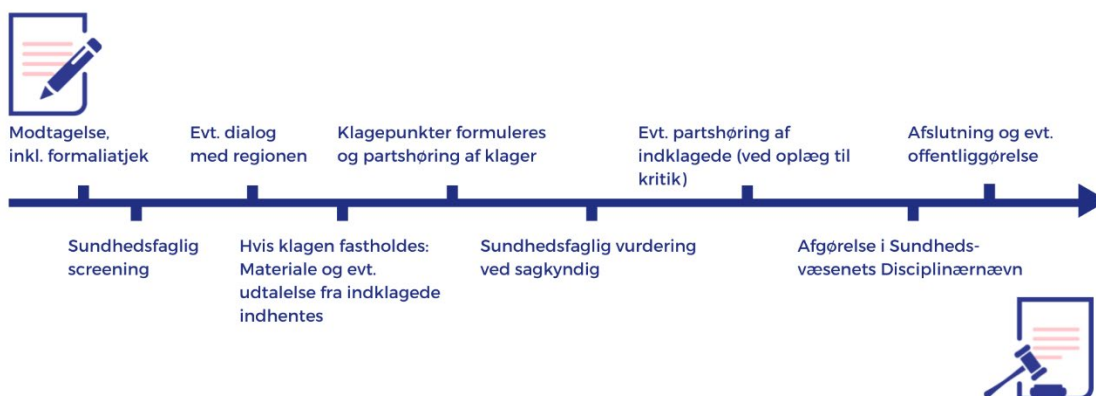 Modtagelse,
inkl. formaliatjek
Sundhedsfaglig
screening
Evt. dialog
med regionen
Hvis klagen fastholdes:
Materiale og evt.
udtalelse fra indklagede
indhentes
Klagepunkter formuleres
og partshøring af klager
Sundhedsfaglig vurdering
ved sagkyndig
Evt. partshøring af
indklagede (ved oplæg til
kritik)
Afgørelse i Sundheds-
væsenets Disciplinærnævn
Afslutning og evt.
offentliggørelse